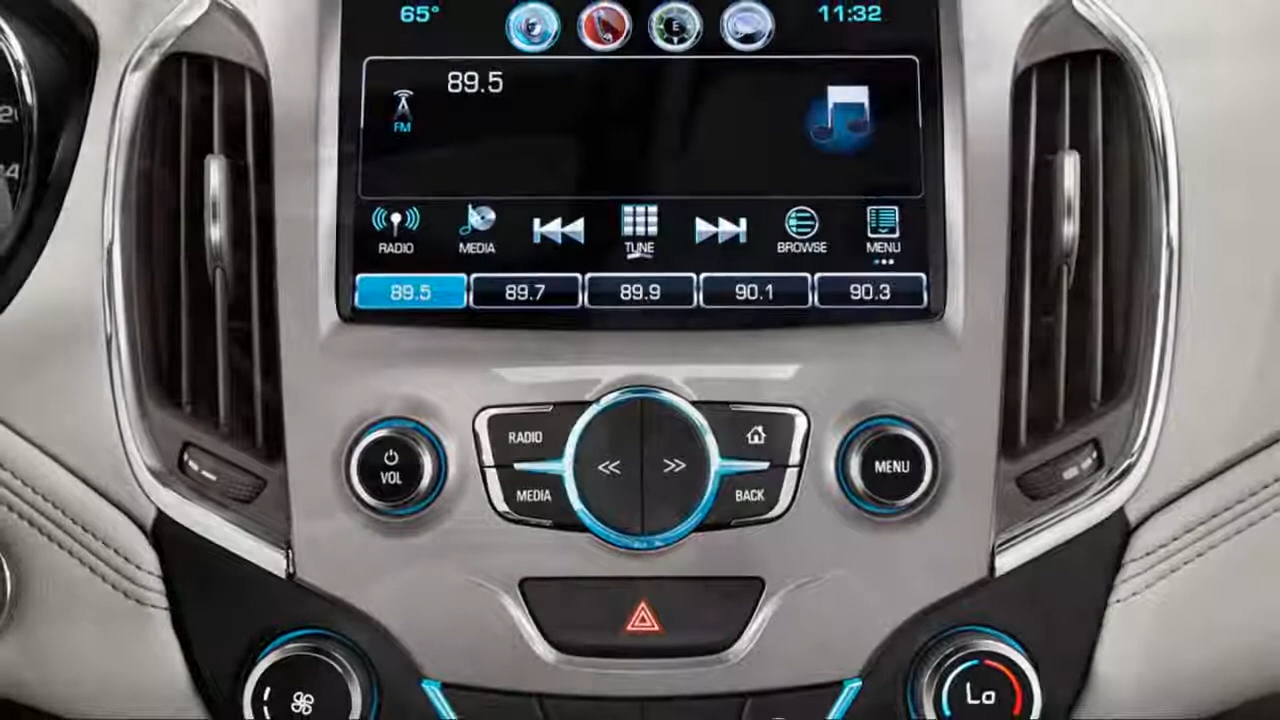 65° 11:32
E
89.5
FM
RADIO MEDIA TUNE BROWSE MENU
89.5 89.7 89.9 90.1 90.3
RADIO
VOL MENU
MEDIA BACK
Lo